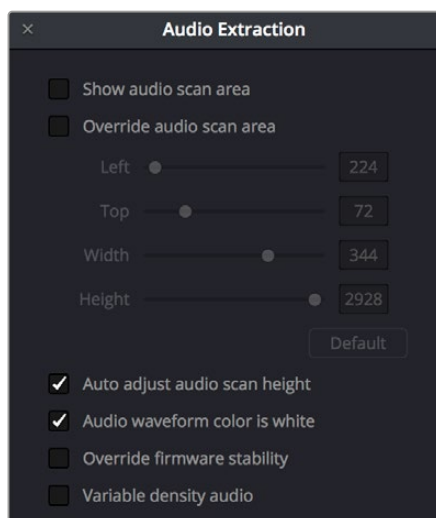 Audio Extraction
Show audio scan area
Override audio scan area
Left 224
Top 72
Width 344
Height 2928
Default
Auto adjust audio scan height
Audio waveform color is white
Override firmware stability
Variable density audio